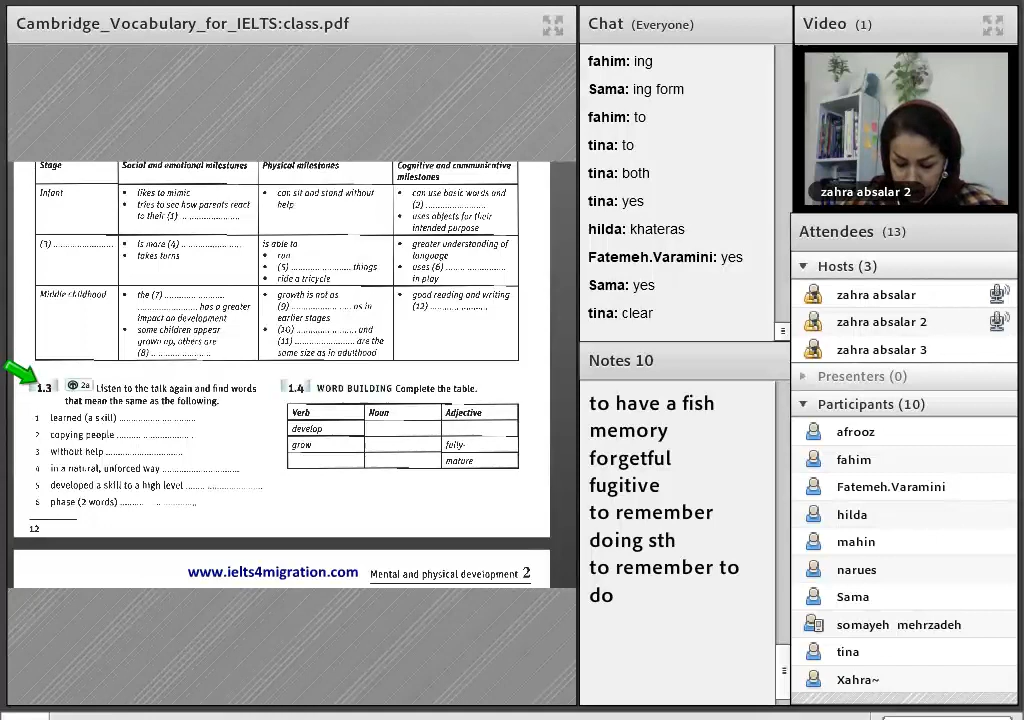 Cambridge_Vocabulary_for_IELTS:class.pdf
Stage Social and emotional milestones Physical milestones Cognitive and communicative milestones
Infant
• likes to mimic
• tries to see how parents react to their (1) ....................
• can sit and stand without help
• can use basic words and (2) ....................
• uses objects for their intended purpose
(3) ....................
• is more (4) ....................
• takes turns
is able to
• run
• (5) .................... things
• ride a tricycle
• greater understanding of language
• uses (6) .................... in play
Middle childhood
• the (7) .................... .................... has a greater impact on development
• some children appear grown up, others are (8) ....................
• growth is not as (9) .................... as in earlier stages
• (10) .................... and (11) .................... are the same size as in adulthood
• good reading and writing (12) ....................
1.3 2a Listen to the talk again and find words
that mean the same as the following.
1 learned (a skill) ....................
2 copying people ....................
3 without help ....................
4 in a natural, unforced way ....................
5 developed a skill to a high level ....................
6 phase (2 words) .................... ....................
12
1.4 WORD BUILDING Complete the table.
Verb Noun Adjective
develop
grow fully-
mature
www.ielts4migration.com Mental and physical development 2
Chat (Everyone)
fahim: ing
Sama: ing form
fahim: to
tina: to
tina: both
tina: yes
hilda: khateras
Fatemeh.Varamini: yes
Sama: yes
tina: clear
Notes 10
to have a fish
memory
forgetful
fugitive
to remember
doing sth
to remember to
do
Video (1)
zahra absalar 2
Attendees (13)
Hosts (3)
zahra absalar
zahra absalar 2
zahra absalar 3
Presenters (0)
Participants (10)
afrooz
fahim
Fatemeh.Varamini
hilda
mahin
narues
Sama
somayeh mehrzadeh
tina
Xahra~